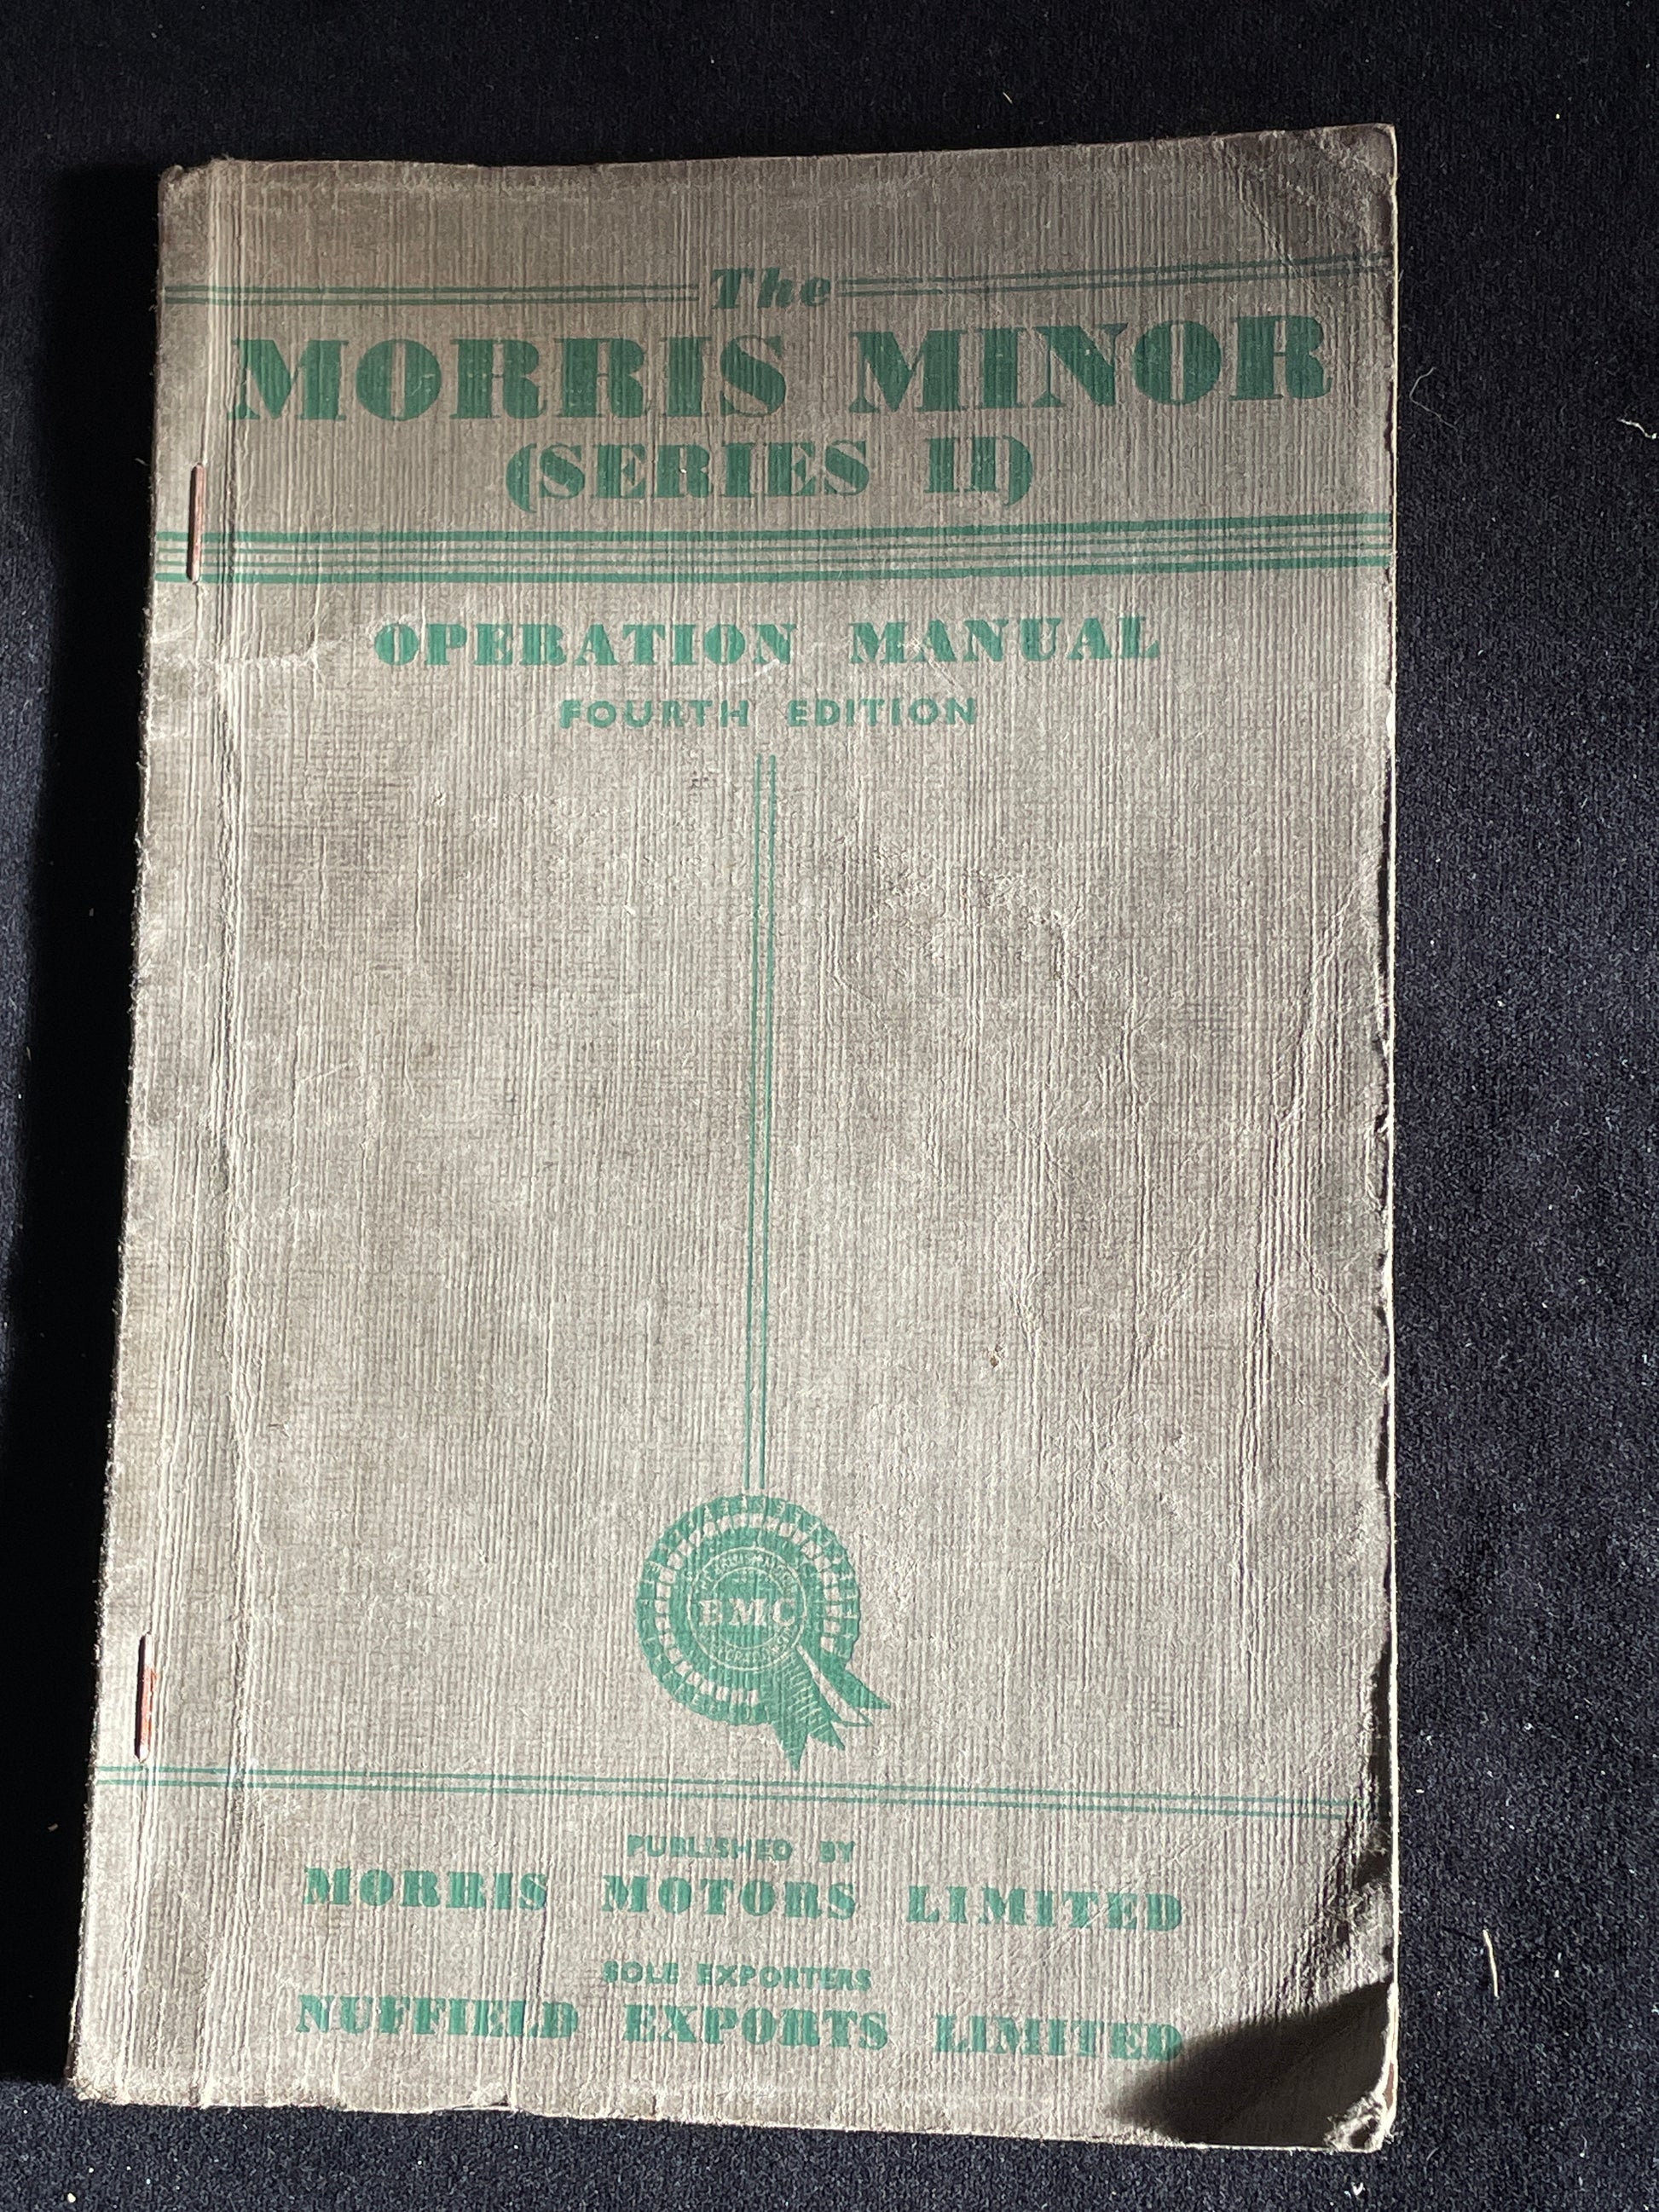 The
MORRIS MINOR
(SERIES II)
OPERATION MANUAL
FOURTH EDITION
BMC
PUBLISHED BY
MORRIS MOTORS LIMITED
SOLE EXPORTERS
NUFFIELD EXPORTS LIMITED